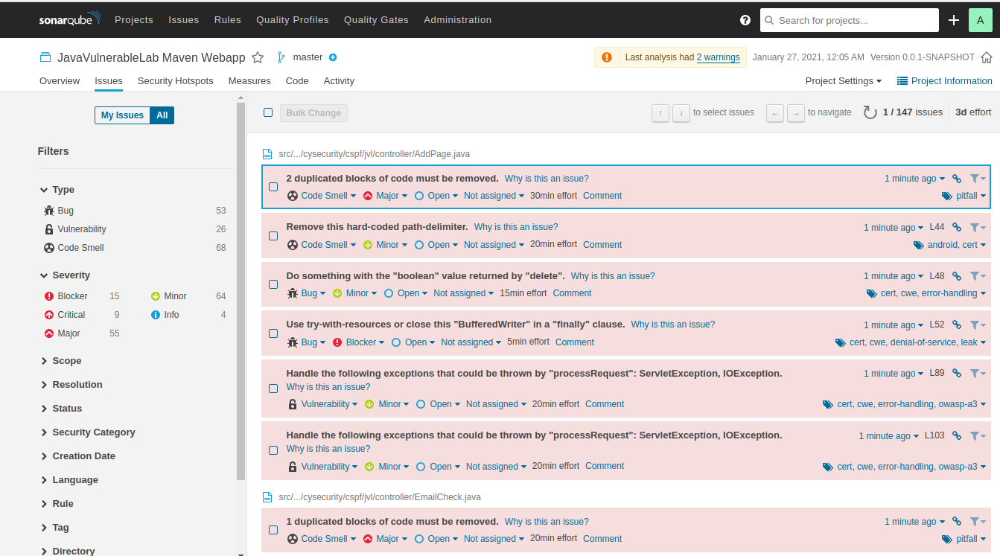 sonarqube Projects Issues Rules Quality Profiles Quality Gates Administration ? Search for projects... A
JavaVulnerableLab Maven Webapp master Last analysis had 2 warnings January 27, 2021, 12:05 AM Version 0.0.1-SNAPSHOT
Overview Issues Security Hotspots Measures Code Activity Project Settings Project Information
My Issues All
Filters
Type
Bug 53
Vulnerability 26
Code Smell 68
Severity
Blocker 15 Minor 64
Critical 9 Info 4
Major 55
Scope
Resolution
Status
Security Category
Creation Date
Language
Rule
Tag
Directory
Bulk Change ↑ ↓ to select issues ← → to navigate 1 / 147 issues 3d effort
src/.../cysecurity/cspf/jvl/controller/AddPage.java
2 duplicated blocks of code must be removed. Why is this an issue? 1 minute ago
Code Smell Major Open Not assigned 30min effort Comment pitfall
Remove this hard-coded path-delimiter. Why is this an issue? 1 minute ago L44
Code Smell Minor Open Not assigned 20min effort Comment android, cert
Do something with the "boolean" value returned by "delete". Why is this an issue? 1 minute ago L48
Bug Minor Open Not assigned 15min effort Comment cert, cwe, error-handling
Use try-with-resources or close this "BufferedWriter" in a "finally" clause. Why is this an issue? 1 minute ago L52
Bug Blocker Open Not assigned 5min effort Comment cert, cwe, denial-of-service, leak
Handle the following exceptions that could be thrown by "processRequest": ServletException, IOException. 1 minute ago L89
Why is this an issue?
Vulnerability Minor Open Not assigned 20min effort Comment cert, cwe, error-handling, owasp-a3
Handle the following exceptions that could be thrown by "processRequest": ServletException, IOException. 1 minute ago L103
Why is this an issue?
Vulnerability Minor Open Not assigned 20min effort Comment cert, cwe, error-handling, owasp-a3
src/.../cysecurity/cspf/jvl/controller/EmailCheck.java
1 duplicated blocks of code must be removed. Why is this an issue? 1 minute ago
Code Smell Major Open Not assigned 20min effort Comment pitfall